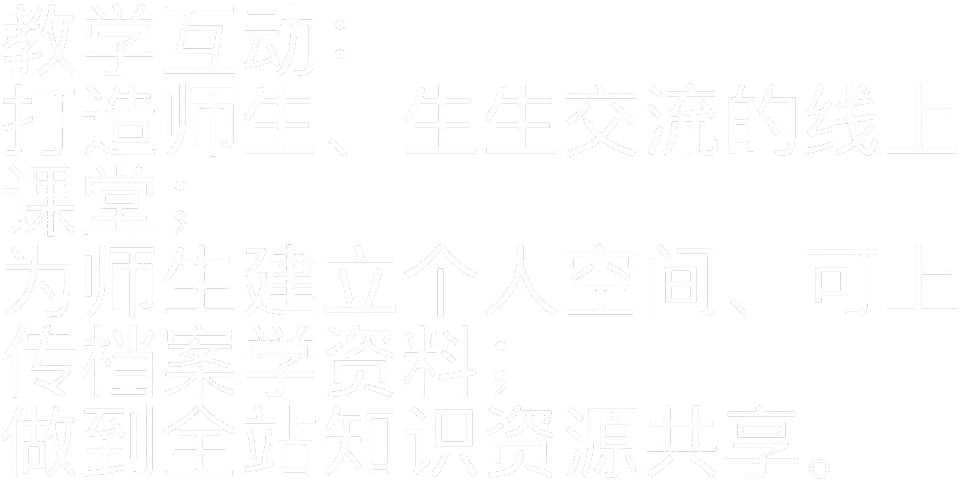 教学互动：
打造师生、生生交流的线上
课堂；
为师生建立个人空间、可上
传档案学资料；
做到全站知识资源共享。